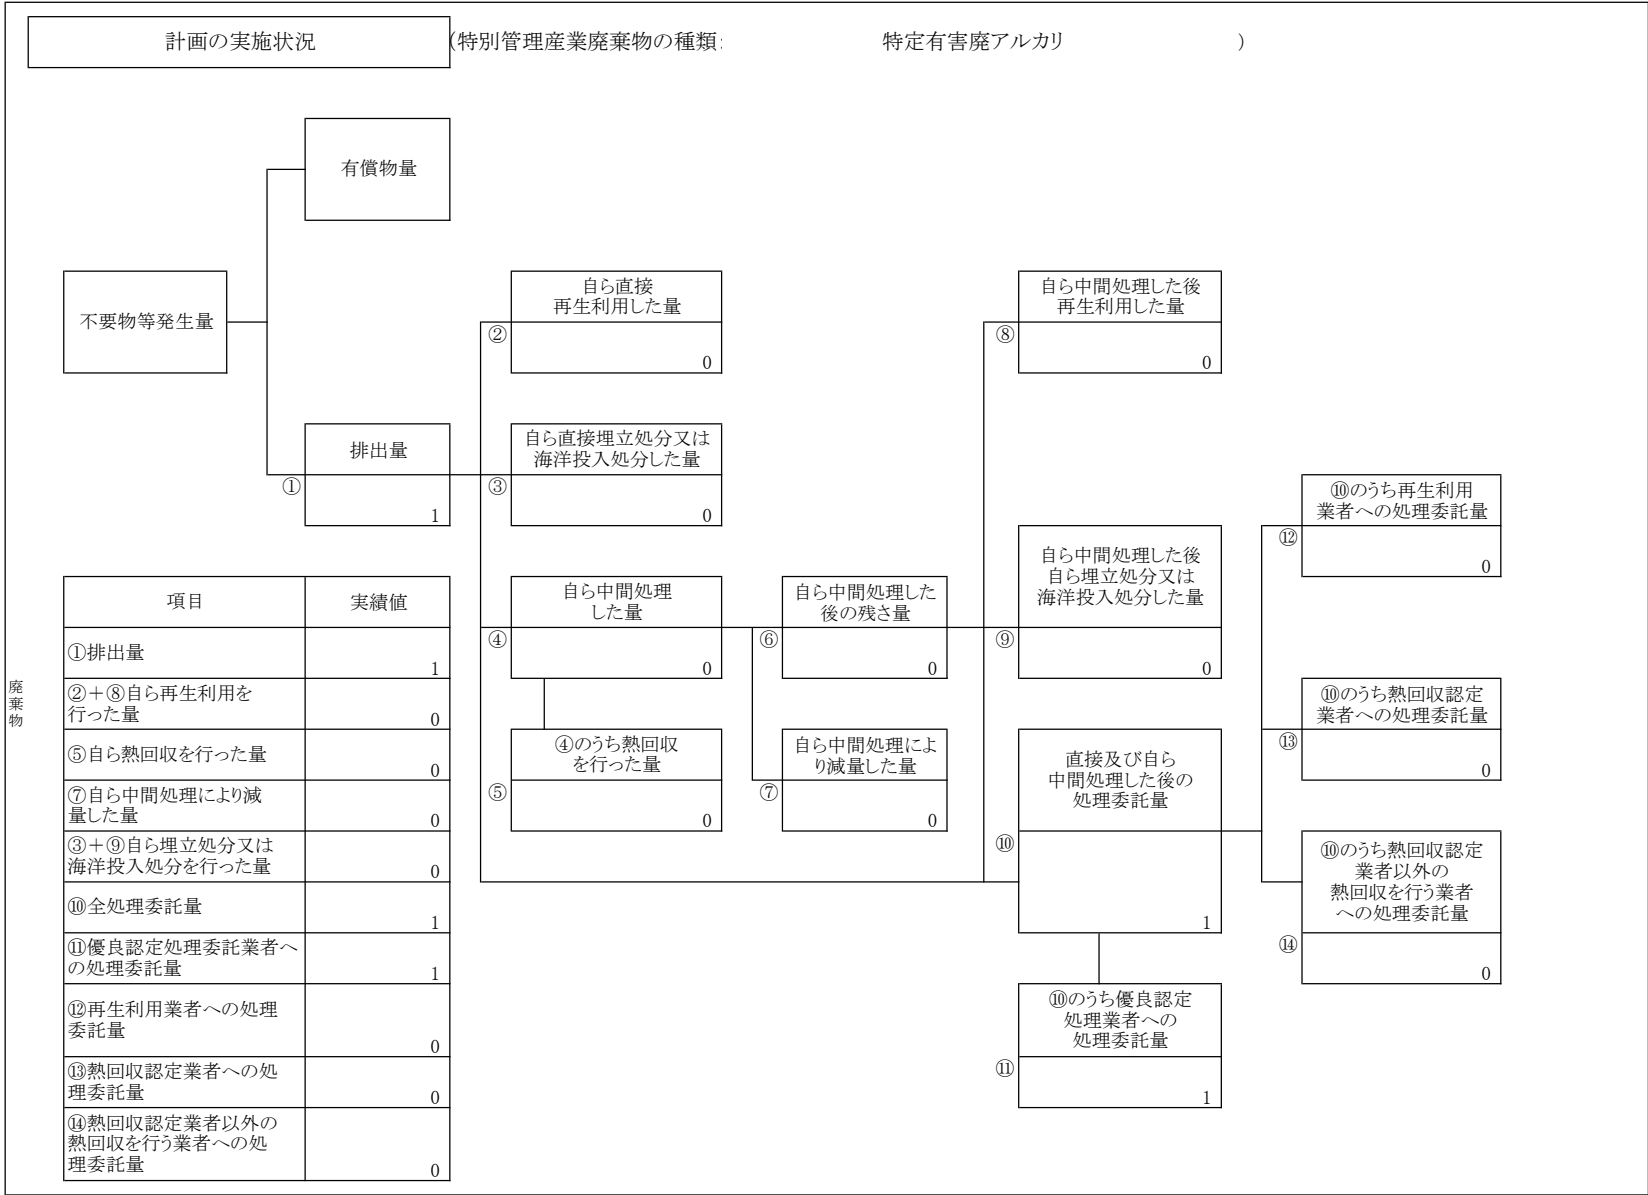 計画の実施状況
(特別管理産業廃棄物の種類: 特定有害廃アルカリ )
有償物量
不要物等発生量
自ら直接
再生利用した量
②
0
自ら中間処理した後
再生利用した量
⑧
0
排出量
①
1
自ら直接埋立処分又は
海洋投入処分した量
③
0
⑩のうち再生利用
業者への処理委託量
⑫
0
自ら中間処理
した量
④
0
自ら中間処理した
後の残さ量
⑥
0
自ら中間処理した後
自ら埋立処分又は
海洋投入処分した量
⑨
0
⑩のうち熱回収認定
業者への処理委託量
⑬
0
④のうち熱回収
を行った量
⑤
0
自ら中間処理によ
り減量した量
⑦
0
直接及び自ら
中間処理した後の
処理委託量
⑩
1
⑩のうち熱回収認定
業者以外の
熱回収を行う業者
への処理委託量
⑭
0
⑩のうち優良認定
処理業者への
処理委託量
⑪
1
項目 実績値
①排出量
1
②+⑧自ら再生利用を
行った量
0
⑤自ら熱回収を行った量
0
⑦自ら中間処理により減
量した量
0
③+⑨自ら埋立処分又は
海洋投入処分を行った量
0
⑩全処理委託量
1
⑪優良認定処理委託業者へ
の処理委託量
1
⑫再生利用業者への処理
委託量
0
⑬熱回収認定業者への処
理委託量
0
⑭熱回収認定業者以外の
熱回収を行う業者への処
理委託量
0
廃棄物